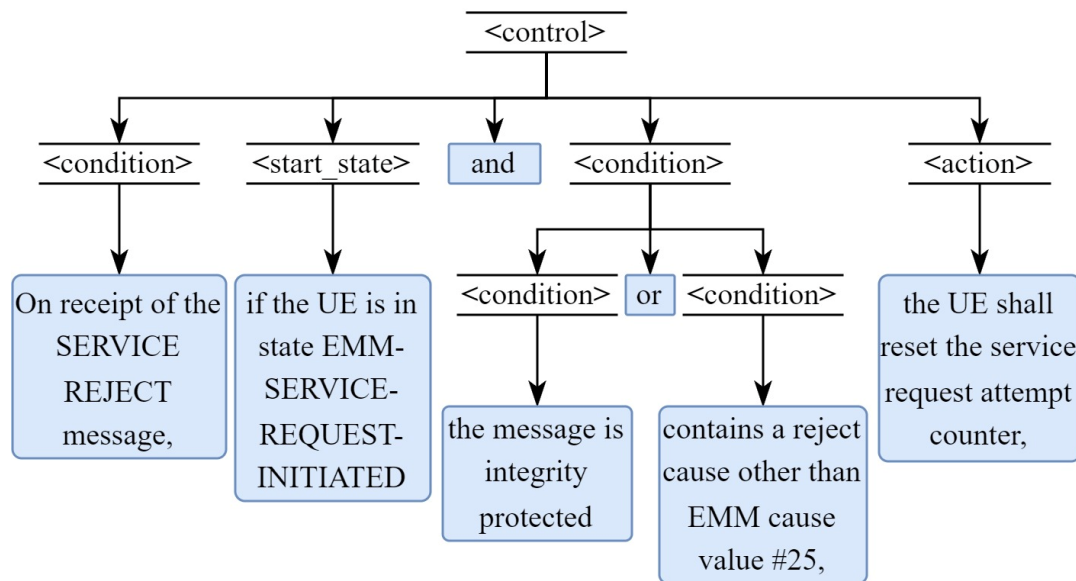 <control>
<condition>
<start_state>
and
<condition>
<action>
On receipt of the
SERVICE
REJECT
message,
if the UE is in
state EMM-
SERVICE-
REQUEST-
INITIATED
<condition>
or
<condition>
the message is
integrity
protected
contains a reject
cause other than
EMM cause
value #25,
the UE shall
reset the service
request attempt
counter,